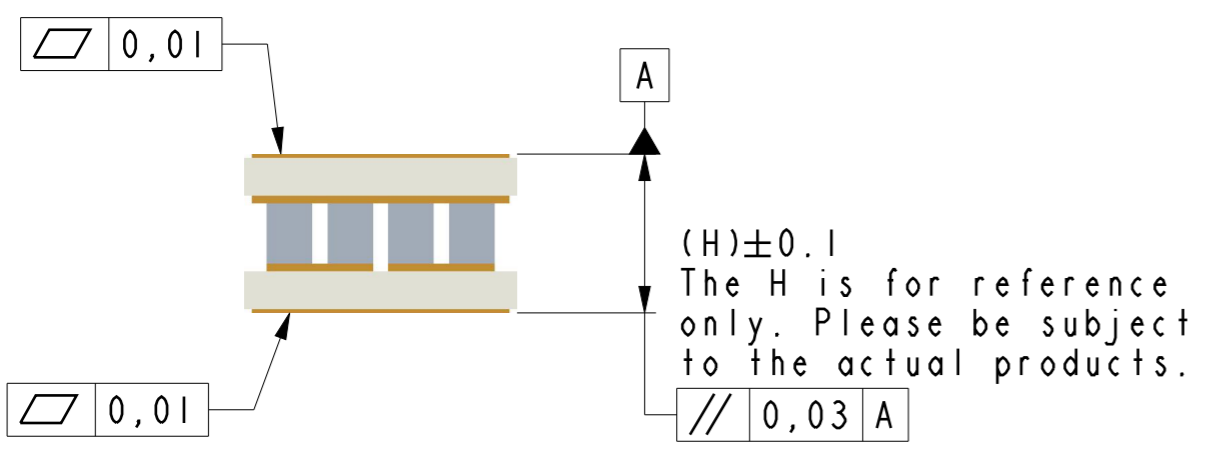 ▱ 0,01
A
(H)±0.1
The H is for reference
only. Please be subject
to the actual products.
▱ 0,01
// 0,03 A